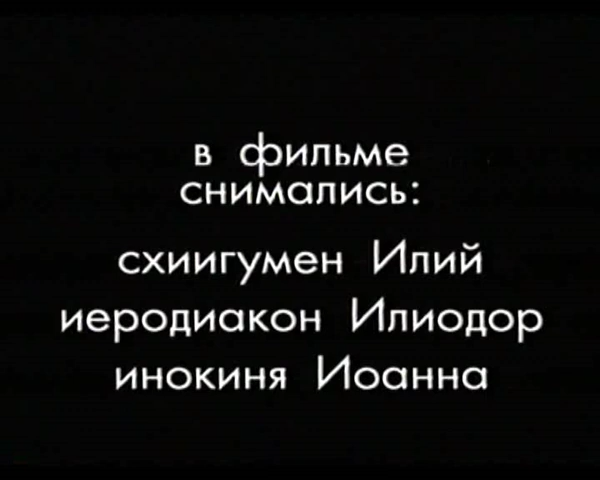 в фильме
снимались:
схиигумен Илий
иеродиакон Илиодор
инокиня Иоанна